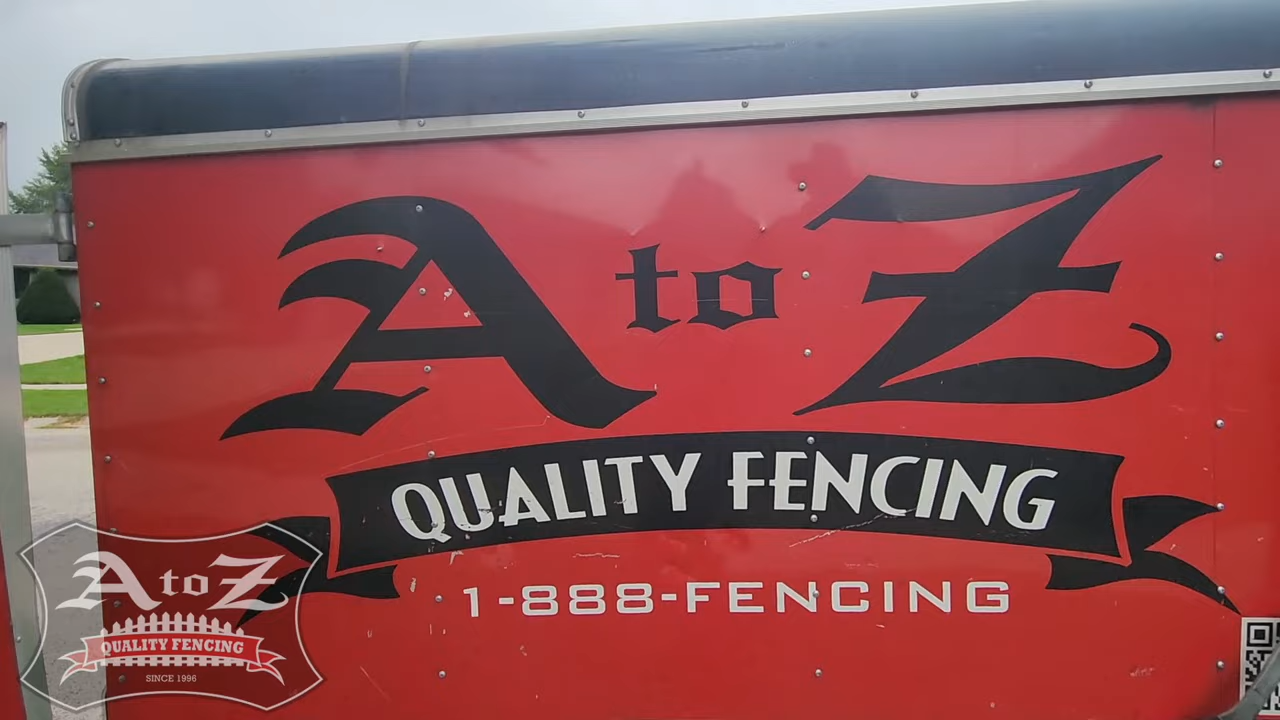 A to Z
QUALITY FENCING
1-888-FENCING
A to Z
QUALITY FENCING
SINCE 1996